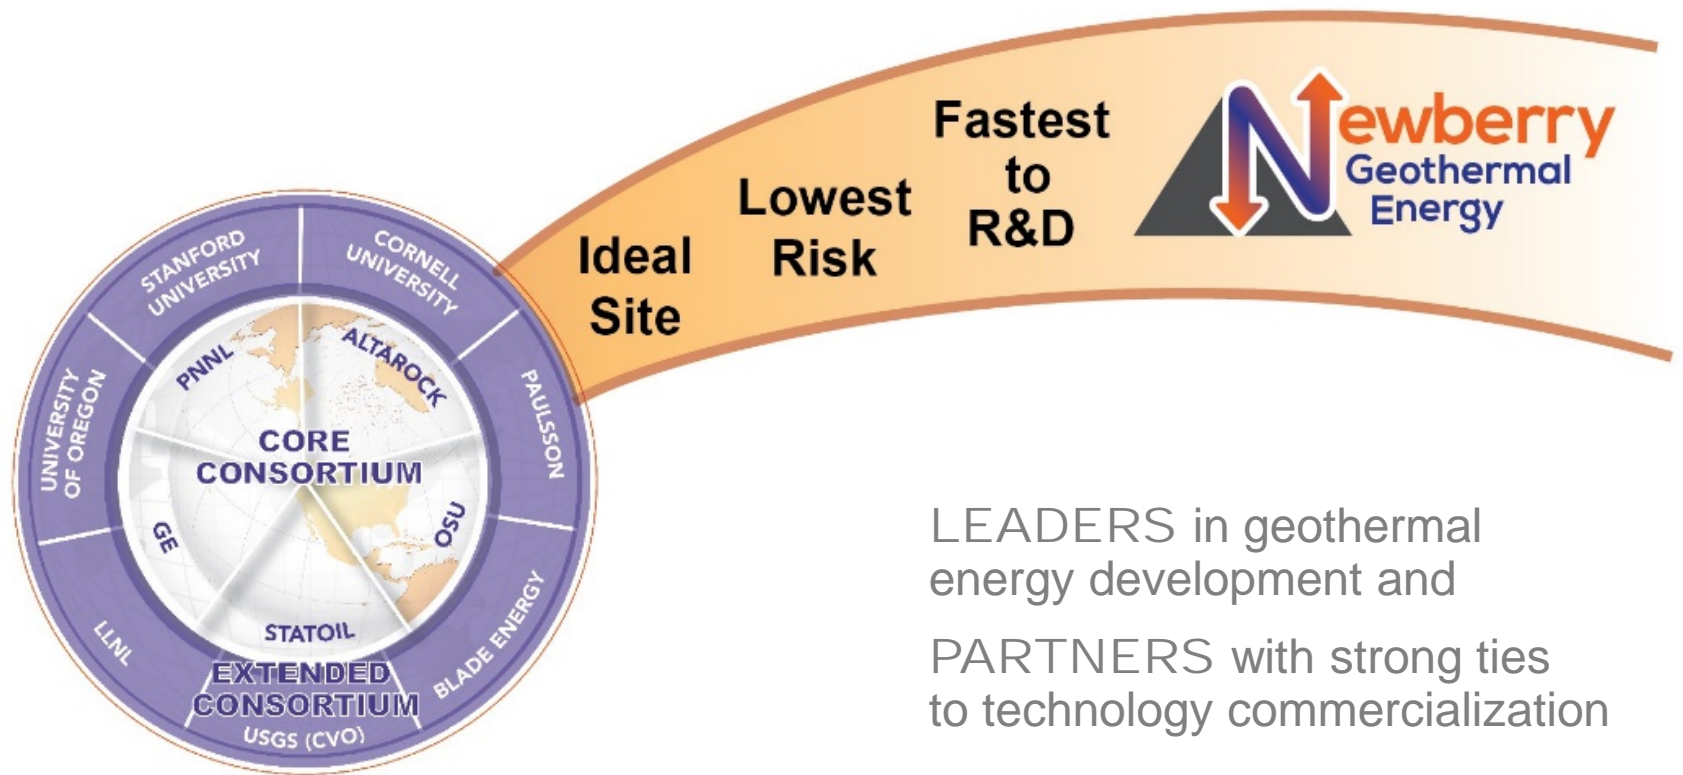 STANFORD
UNIVERSITY
CORNELL
UNIVERSITY
PAULSSON
BLADE ENERGY
USGS (CVO)
LLNL
UNIVERSITY
OF OREGON
EXTENDED
CONSORTIUM
PNNL
ALTAROCK
OSU
STATOIL
GE
CORE
CONSORTIUM
Ideal
Site
Lowest
Risk
Fastest
to
R&D
Newberry
Geothermal
Energy
LEADERS in geothermal
energy development and
PARTNERS with strong ties
to technology commercialization